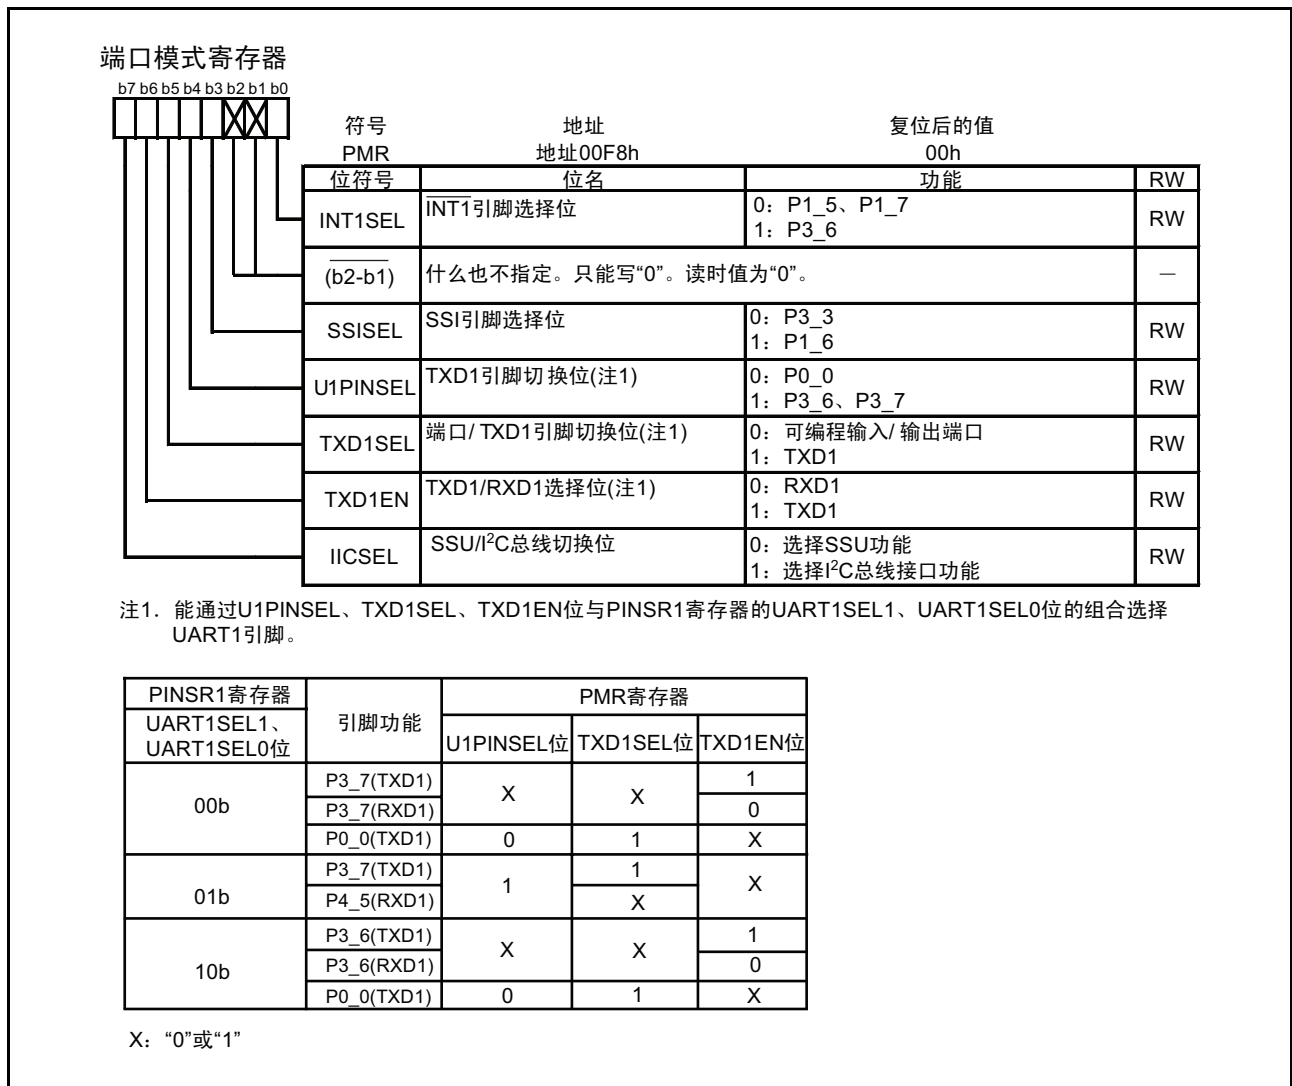 端口模式寄存器
b7 b6 b5 b4 b3 b2 b1 b0
符号 地址 复位后的值
PMR 地址00F8h 00h
位符号 位名 功能 RW
INT1SEL INT1引脚选择位 0：P1_5、P1_7
1：P3_6 RW
(b2-b1) 什么也不指定。只能写“0”。读时值为“0”。 —
SSISEL SSI引脚选择位 0：P3_3
1：P1_6 RW
U1PINSEL TXD1引脚切换位(注1) 0：P0_0
1：P3_6、P3_7 RW
TXD1SEL 端口/ TXD1引脚切换位(注1) 0：可编程输入/ 输出端口
1：TXD1 RW
TXD1EN TXD1/RXD1选择位(注1) 0：RXD1
1：TXD1 RW
IICSEL SSU/I²C总线切换位 0：选择SSU功能
1：选择I²C总线接口功能 RW
注1. 能通过U1PINSEL、TXD1SEL、TXD1EN位与PINSR1寄存器的UART1SEL1、UART1SEL0位的组合选择
UART1引脚。
PINSR1寄存器 引脚功能 PMR寄存器
UART1SEL1、
UART1SEL0位 U1PINSEL位 TXD1SEL位 TXD1EN位
00b P3_7(TXD1) X X 1
P3_7(RXD1) 0
P0_0(TXD1) 0 1 X
01b P3_7(TXD1) 1 1 X
P4_5(RXD1) X
10b P3_6(TXD1) X X 1
P3_6(RXD1) 0
P0_0(TXD1) 0 1 X
X：“0”或“1”